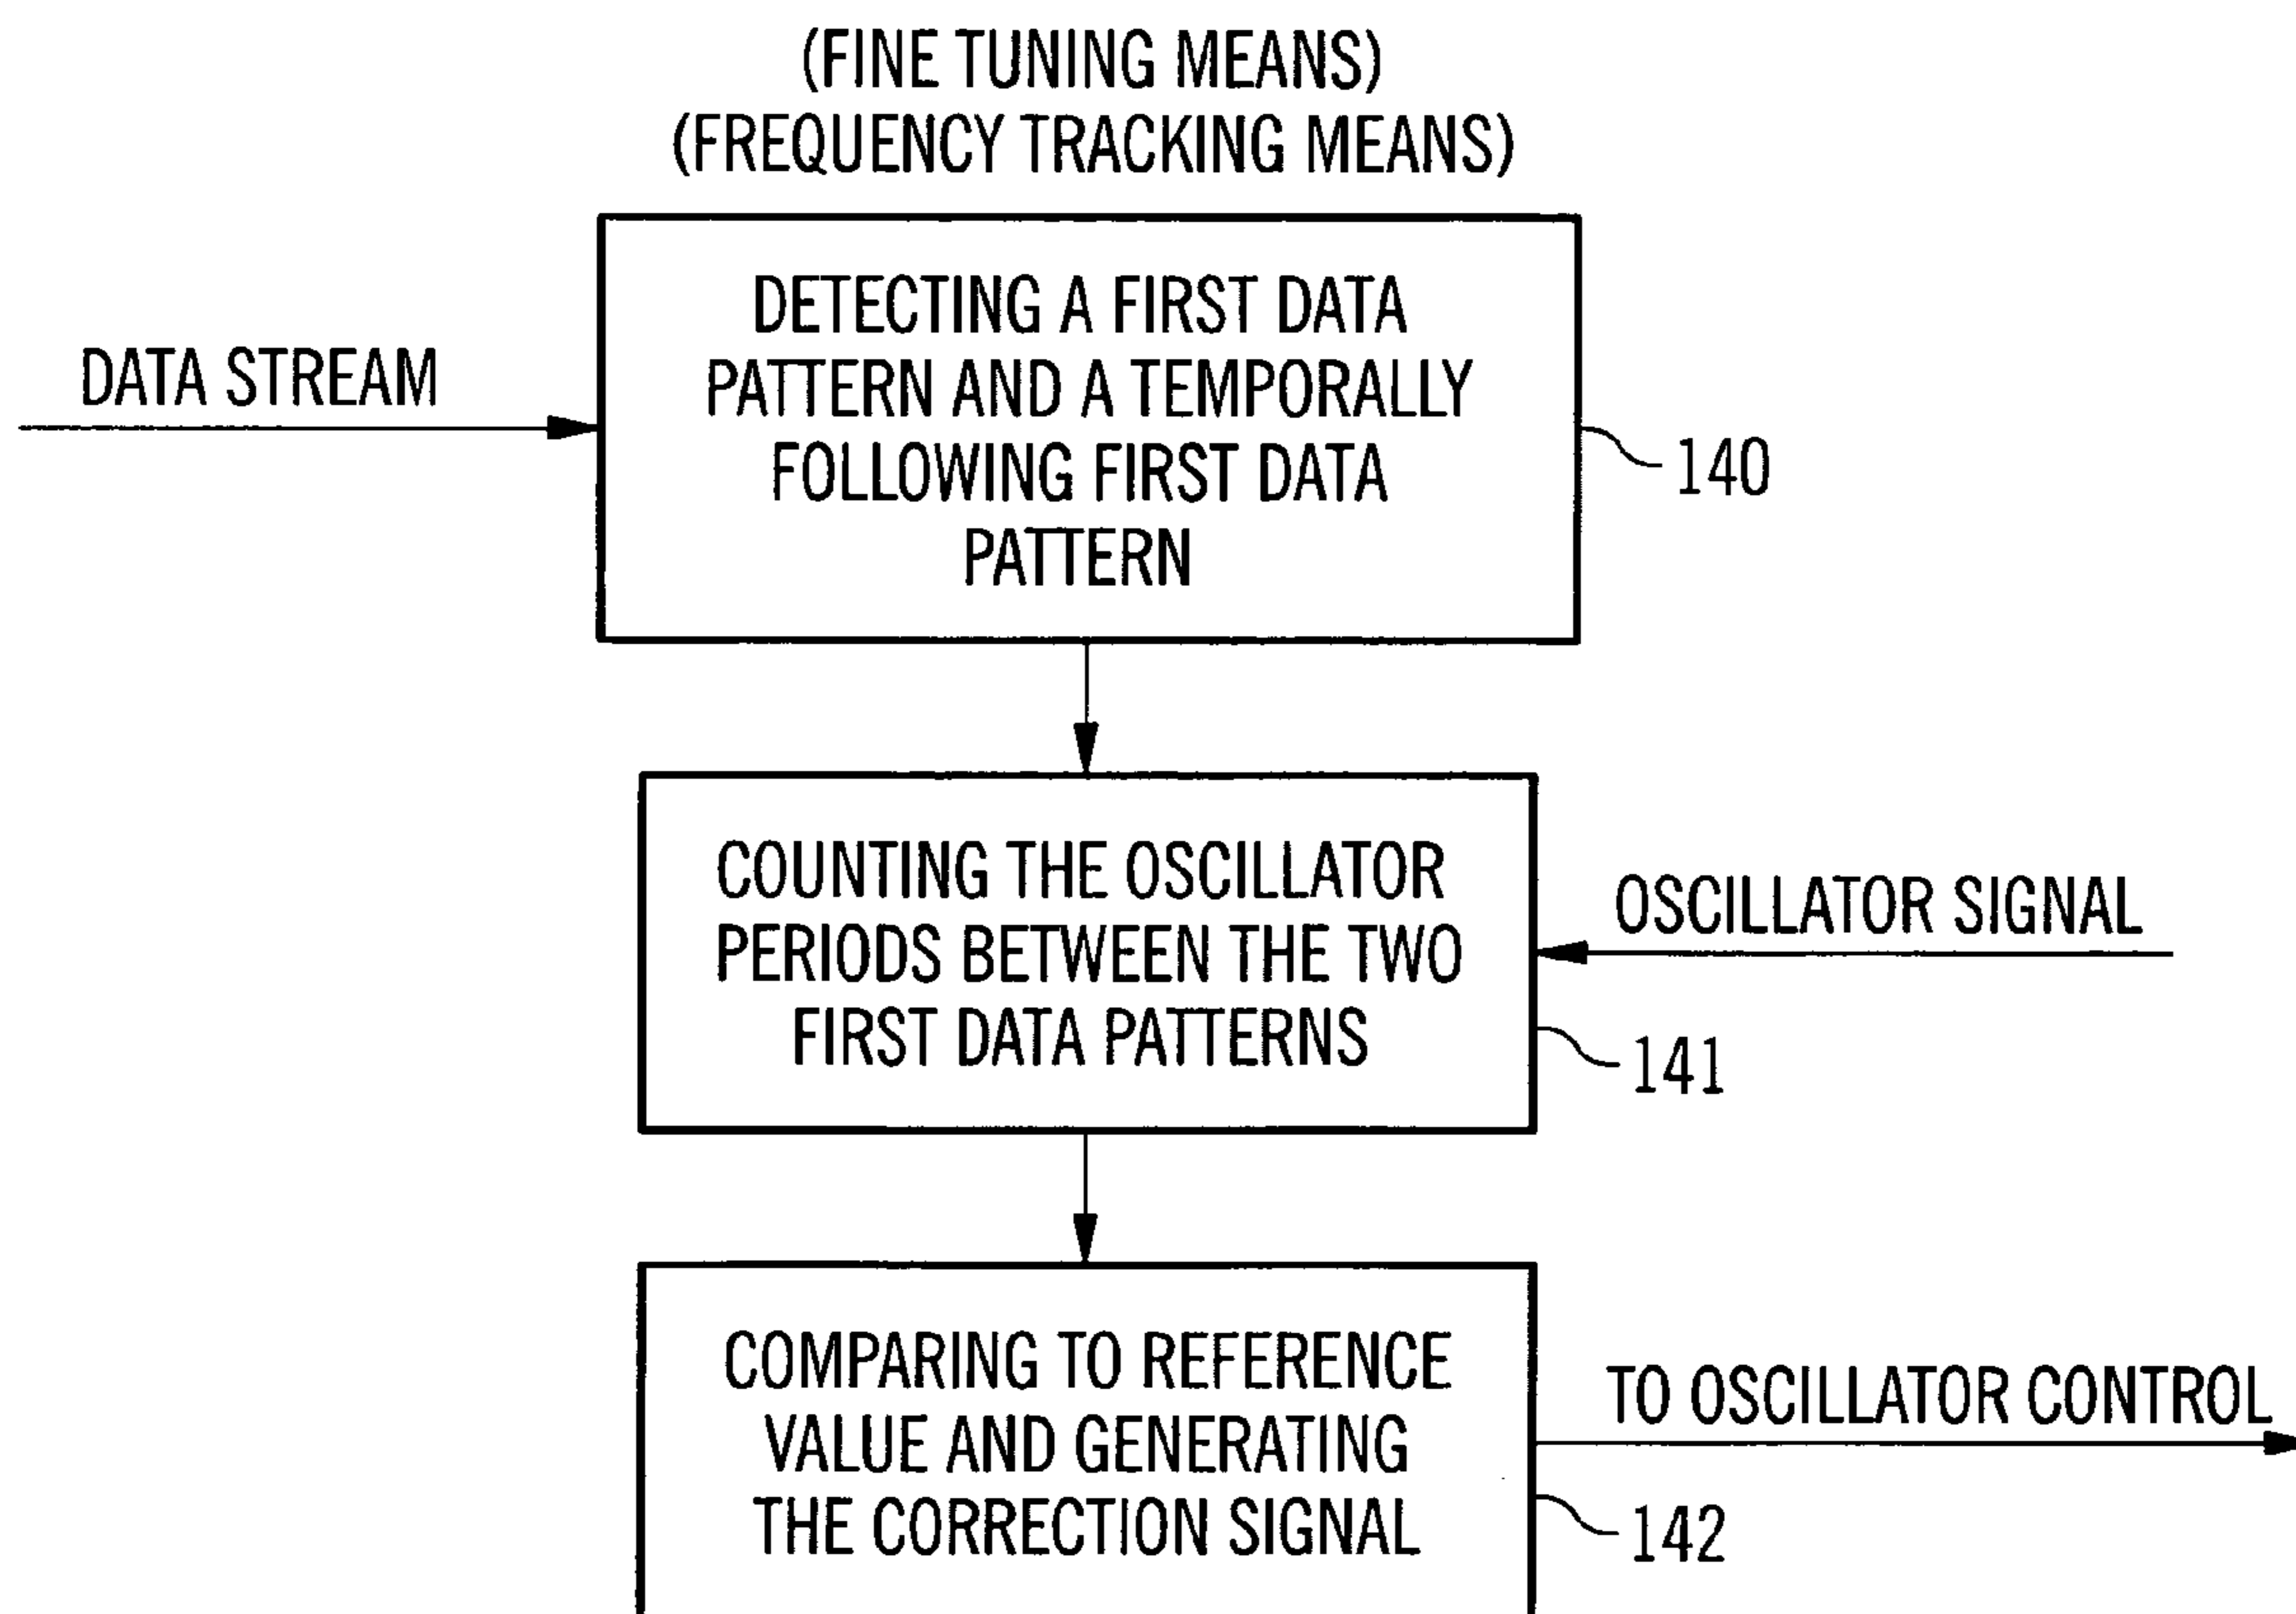 (FINE TUNING MEANS)
(FREQUENCY TRACKING MEANS)
DETECTING A FIRST DATA
PATTERN AND A TEMPORALLY
FOLLOWING FIRST DATA
PATTERN
DATA STREAM
140
COUNTING THE OSCILLATOR
PERIODS BETWEEN THE TWO
FIRST DATA PATTERNS
OSCILLATOR SIGNAL
141
COMPARING TO REFERENCE
VALUE AND GENERATING
THE CORRECTION SIGNAL
TO OSCILLATOR CONTROL
142